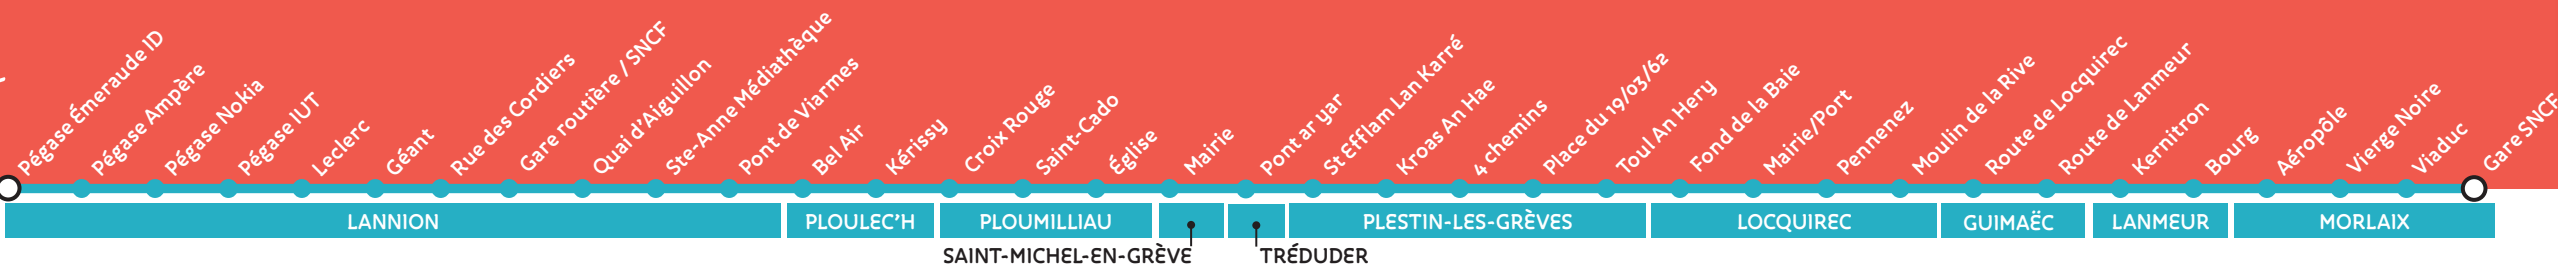 Pégase Émeraude ID
Pégase Ampère
Pégase Nokia
Pégase IUT
Leclerc
Géant
Rue des Cordiers
Gare routière / SNCF
Quai d'Aiguillon
Ste-Anne Médiathèque
Pont de Viarmes
Bel Air
Kérissy
Croix Rouge
Saint-Cado
Église
Mairie
Pont ar yar
St Efflam Lan Karré
Kroas An Hae
4 chemins
Place du 19/03/62
Toul An Hery
Fond de la Baie
Mairie/Port
Pennenez
Moulin de la Rive
Route de Locquirec
Route de Lanmeur
Kernitron
Bourg
Aéropôle
Vierge Noire
Viaduc
Gare SNCF
LANNION
PLOULEC'H
PLOUMILLIAU
PLESTIN-LES-GRÈVES
LOCQUIREC
GUIMAËC
LANMEUR
MORLAIX
SAINT-MICHEL-EN-GRÈVE
TRÉDUDER